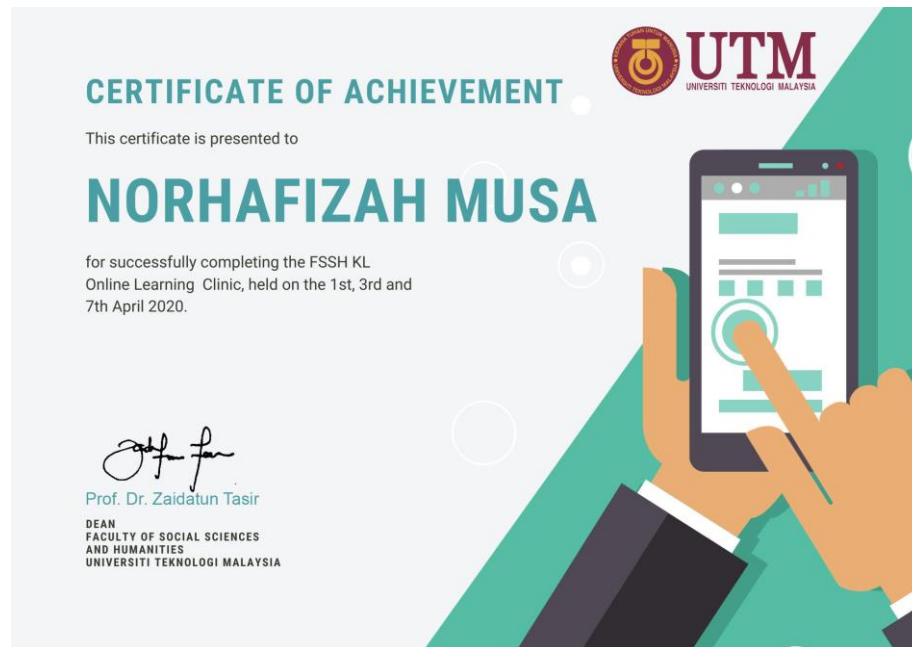 UTM
UNIVERSITI TEKNOLOGI MALAYSIA
CERTIFICATE OF ACHIEVEMENT
This certificate is presented to
NORHAFIZAH MUSA
for successfully completing the FSSH KL
Online Learning Clinic, held on the 1st, 3rd and
7th April 2020.
Prof. Dr. Zaidatun Tasir
DEAN
FACULTY OF SOCIAL SCIENCES
AND HUMANITIES
UNIVERSITI TEKNOLOGI MALAYSIA